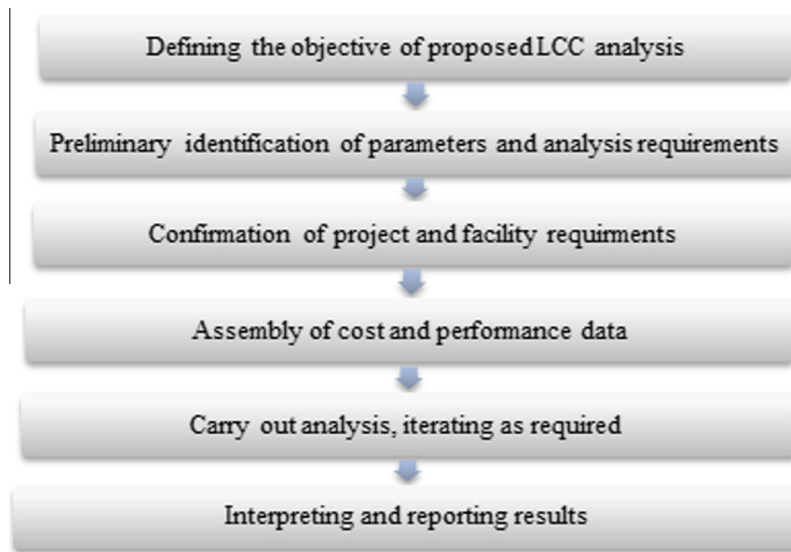 Defining the objective of proposed LCC analysis
Preliminary identification of parameters and analysis requirements
Confirmation of project and facility requirments
Assembly of cost and performance data
Carry out analysis, iterating as required
Interpreting and reporting results